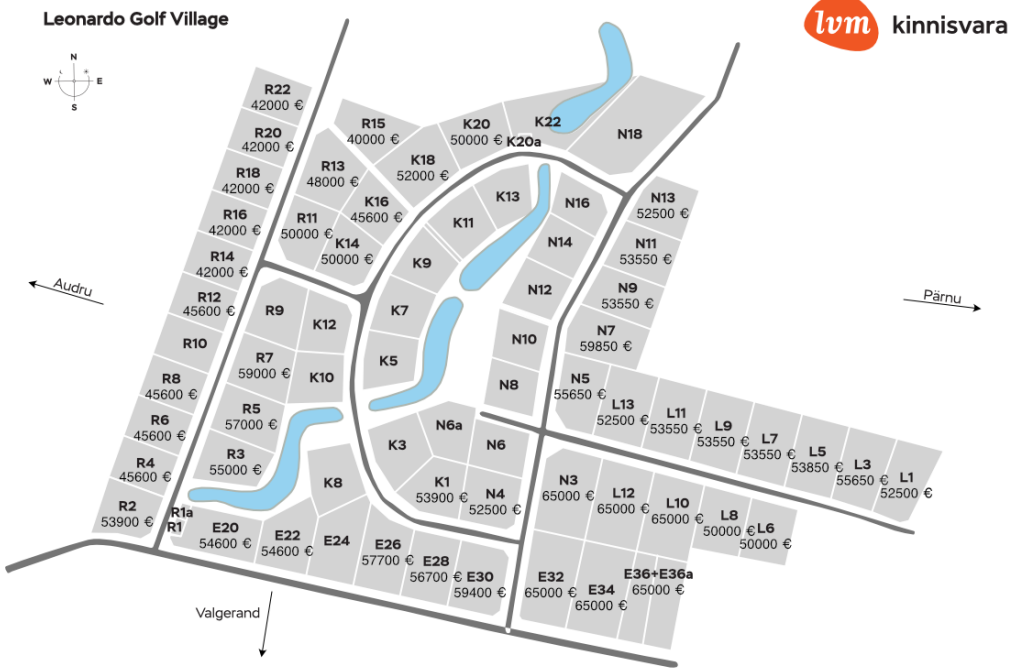 Leonardo Golf Village
lvm kinnisvara
N
W E
S
R22
42000 €
R20
42000 €
R18
42000 €
R16
42000 €
R14
42000 €
R12
45600 €
R10
R8
45600 €
R6
45600 €
R4
45600 €
R2
53900 €
R15
40000 €
R13
48000 €
R11
50000 €
K20
50000 €
K22
K20a
N18
K18
52000 €
K16
45600 €
K14
50000 €
K13
K11
K9
K7
K5
N16
N14
N12
N10
N8
N13
52500 €
N11
53550 €
N9
53550 €
N7
59850 €
N5
55650 €
Audru
Pärnu
R9
K12
R7
59000 €
K10
R5
57000 €
R3
55000 €
R1a
R1
L13
52500 €
L11
53550 €
L9
53550 €
L7
53550 €
L5
53850 €
L3
55650 €
L1
52500 €
K3
N6a
N6
K1
53900 €
N4
52500 €
K8
N3
65000 €
L12
65000 €
L10
65000 €
L8
50000 €
L6
50000 €
E20
54600 €
E22
54600 €
E24
E26
57700 €
E28
56700 €
E30
59400 €
E32
65000 €
E34
65000 €
E36+E36a
65000 €
Valgerand